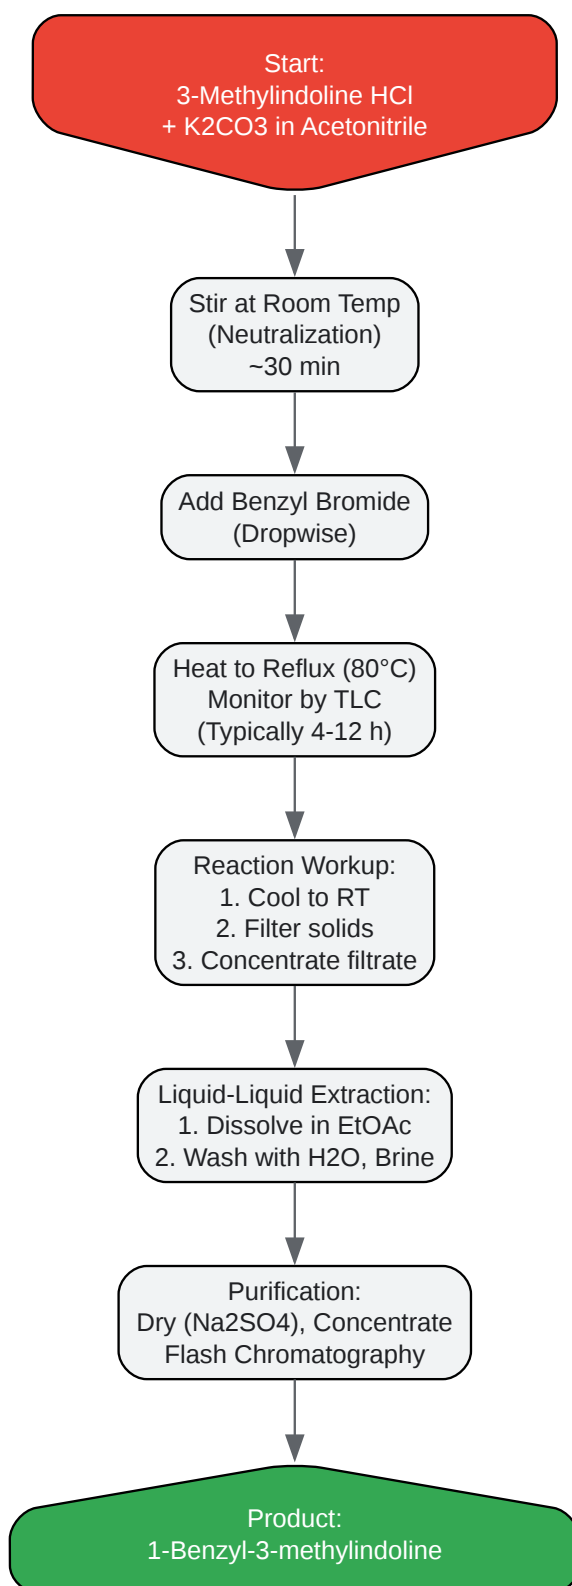 Start:
3-Methylindoline HCl
+ K2CO3 in Acetonitrile
Stir at Room Temp
(Neutralization)
~30 min
Add Benzyl Bromide
(Dropwise)
Heat to Reflux (80°C)
Monitor by TLC
(Typically 4-12 h)
Reaction Workup:
1. Cool to RT
2. Filter solids
3. Concentrate filtrate
Liquid-Liquid Extraction:
1. Dissolve in EtOAc
2. Wash with H2O, Brine
Purification:
Dry (Na2SO4), Concentrate
Flash Chromatography
Product:
1-Benzyl-3-methylindoline